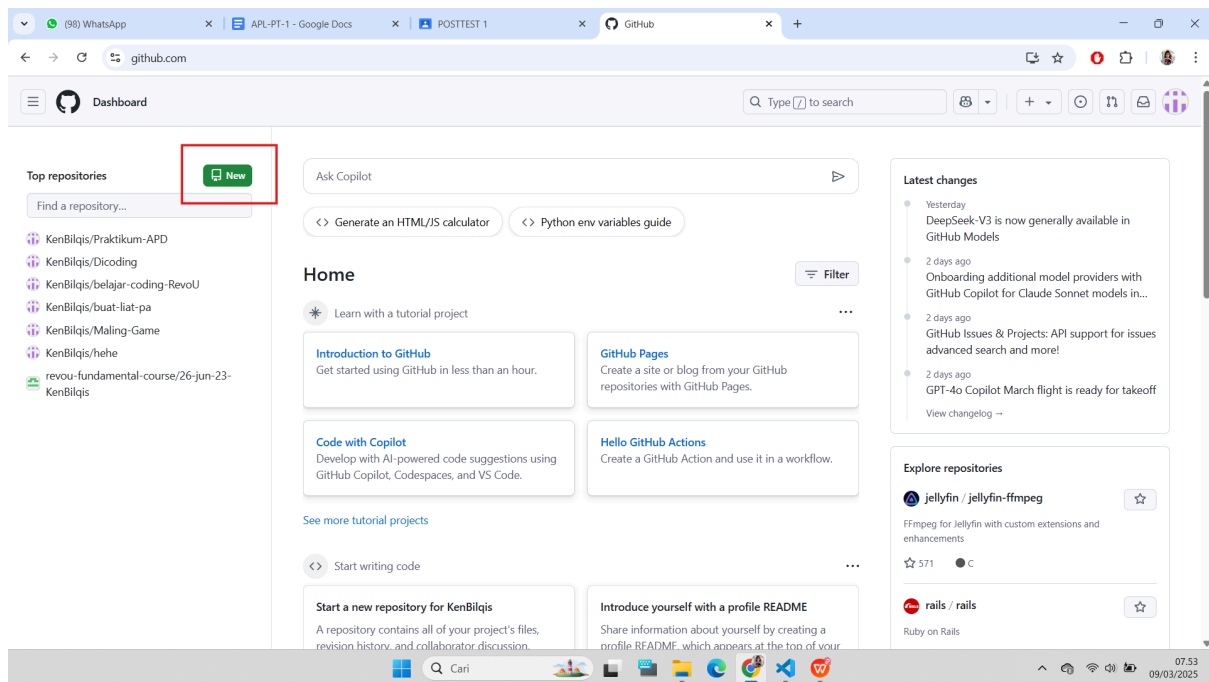 (98) WhatsApp
APL-PT-1 - Google Docs
POSTTEST 1
GitHub
github.com
Dashboard
Type / to search
Top repositories
New
Find a repository...
KenBilqis/Praktikum-APD
KenBilqis/Dicoding
KenBilqis/belajar-coding-RevoU
KenBilqis/buat-liat-pa
KenBilqis/Maling-Game
KenBilqis/hehe
revou-fundamental-course/26-jun-23-
KenBilqis
Ask Copilot
Generate an HTML/JS calculator
Python env variables guide
Home
Filter
Learn with a tutorial project
Introduction to GitHub
Get started using GitHub in less than an hour.
GitHub Pages
Create a site or blog from your GitHub
repositories with GitHub Pages.
Code with Copilot
Develop with AI-powered code suggestions using
GitHub Copilot, Codespaces, and VS Code.
Hello GitHub Actions
Create a GitHub Action and use it in a workflow.
See more tutorial projects
Start writing code
Start a new repository for KenBilqis
A repository contains all of your project's files,
revision history, and collaborator discussion.
Introduce yourself with a profile README
Share information about yourself by creating a
profile README, which appears at the top of your
Latest changes
Yesterday
DeepSeek-V3 is now generally available in
GitHub Models
2 days ago
Onboarding additional model providers with
GitHub Copilot for Claude Sonnet models in...
2 days ago
GitHub Issues & Projects: API support for issues
advanced search and more!
2 days ago
GPT-4o Copilot March flight is ready for takeoff
View changelog →
Explore repositories
jellyfin / jellyfin-ffmpeg
FFmpeg for Jellyfin with custom extensions and
enhancements
571
C
rails / rails
Ruby on Rails
Cari
07.53
09/03/2025